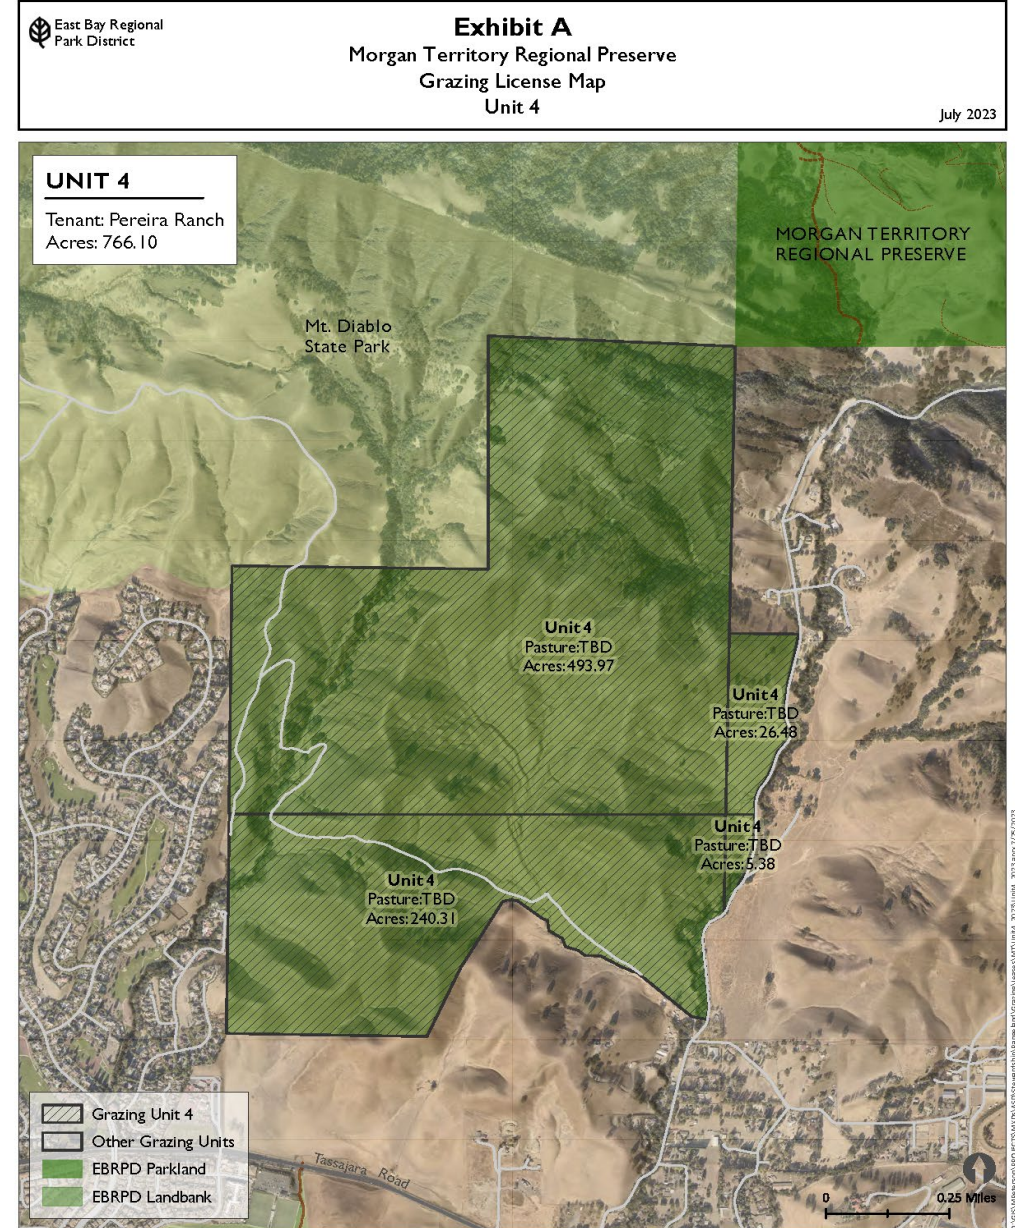 East Bay Regional
Park District
Exhibit A
Morgan Territory Regional Preserve
Grazing License Map
Unit 4
July 2023
UNIT 4
Tenant: Pereira Ranch
Acres: 766.10
MORGAN TERRITORY
REGIONAL PRESERVE
Mt. Diablo
State Park
Unit 4
Pasture:TBD
Acres:493.97
Unit 4
Pasture:TBD
Acres:26.48
Unit 4
Pasture:TBD
Acres:5.38
Unit 4
Pasture:TBD
Acres:240.31
Grazing Unit 4
Other Grazing Units
EBRPD Parkland
EBRPD Landbank
Tassajara Road
0 0.25 Miles